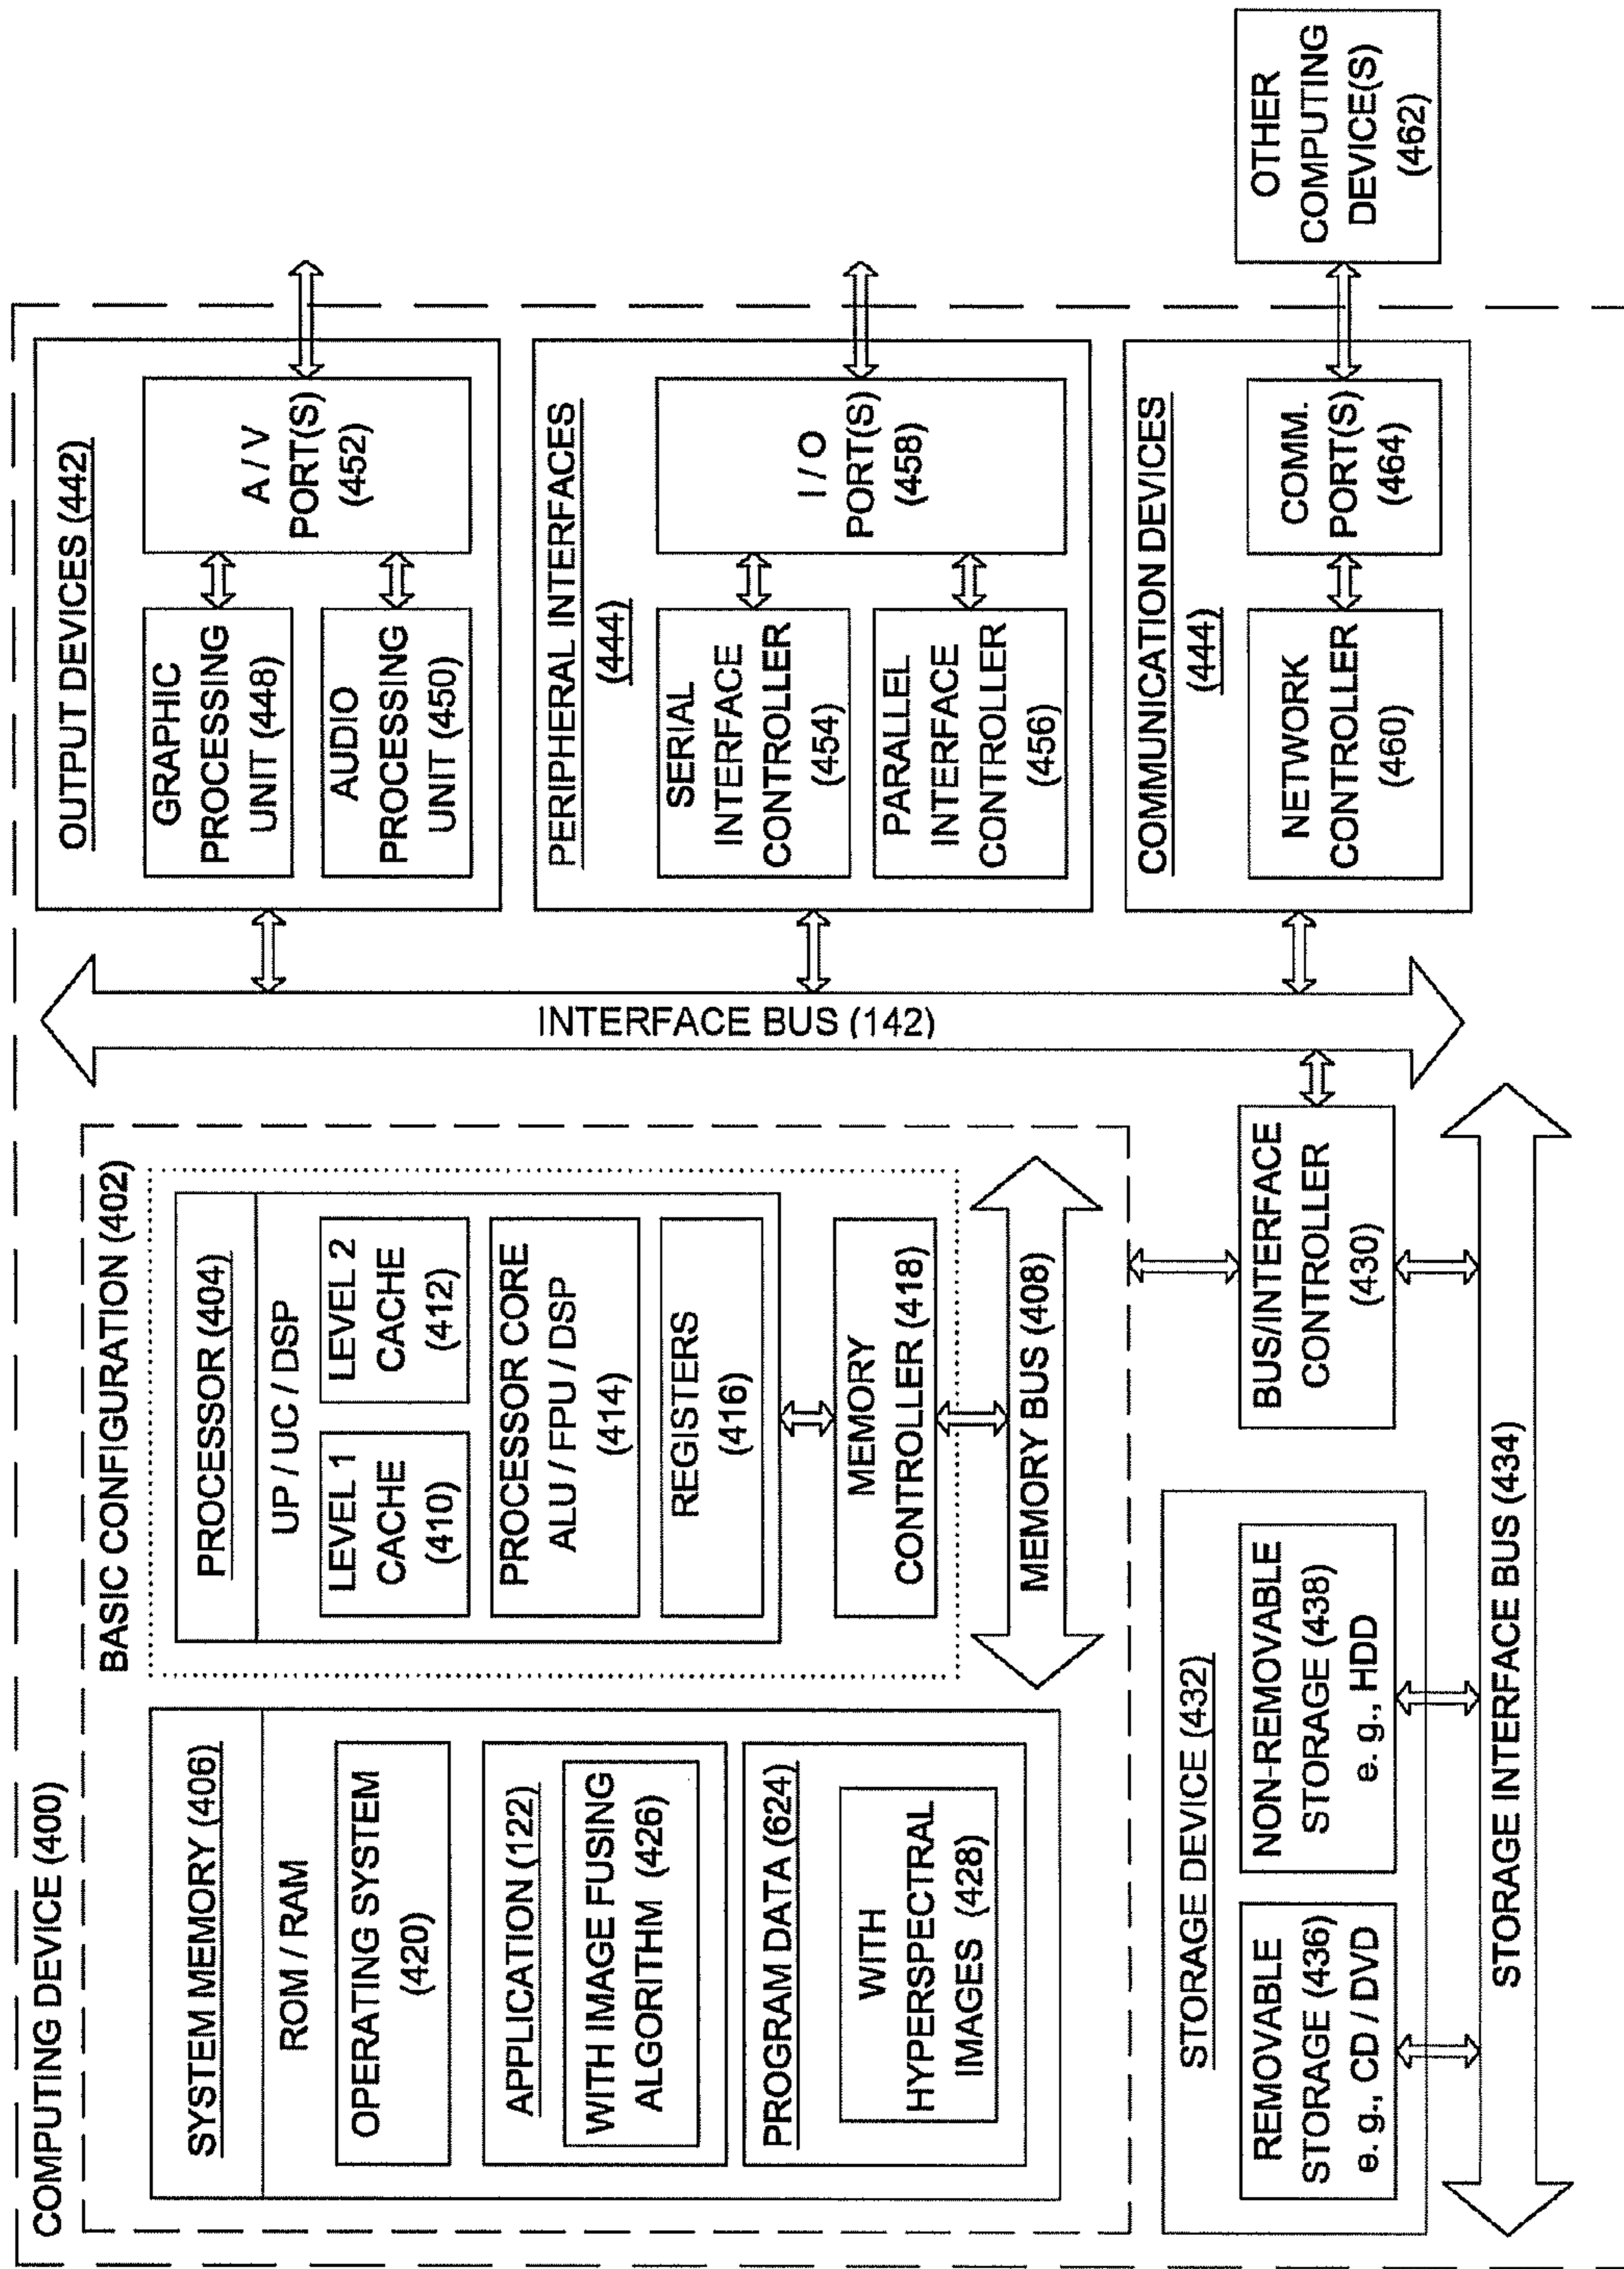 COMPUTING DEVICE (400)
BASIC CONFIGURATION (402)
SYSTEM MEMORY (406)
ROM / RAM
OPERATING SYSTEM
(420)
APPLICATION (122)
WITH IMAGE FUSING
ALGORITHM (426)
PROGRAM DATA (624)
WITH
HYPERSPECTRAL
IMAGES (428)
PROCESSOR (404)
UP / UC / DSP
LEVEL 1
CACHE
(410)
LEVEL 2
CACHE
(412)
PROCESSOR CORE
ALU / FPU / DSP
(414)
REGISTERS
(416)
MEMORY
CONTROLLER (418)
MEMORY BUS (408)
STORAGE DEVICE (432)
REMOVABLE
STORAGE (436)
e. g., CD / DVD
NON-REMOVABLE
STORAGE (438)
e. g., HDD
BUS/INTERFACE
CONTROLLER
(430)
STORAGE INTERFACE BUS (434)
INTERFACE BUS (142)
OUTPUT DEVICES (442)
GRAPHIC
PROCESSING
UNIT (448)
AUDIO
PROCESSING
UNIT (450)
A / V
PORT(S)
(452)
PERIPHERAL INTERFACES
(444)
SERIAL
INTERFACE
CONTROLLER
(454)
PARALLEL
INTERFACE
CONTROLLER
(456)
I / O
PORT(S)
(458)
COMMUNICATION DEVICES
(444)
NETWORK
CONTROLLER
(460)
COMM.
PORT(S)
(464)
OTHER
COMPUTING
DEVICE(S)
(462)